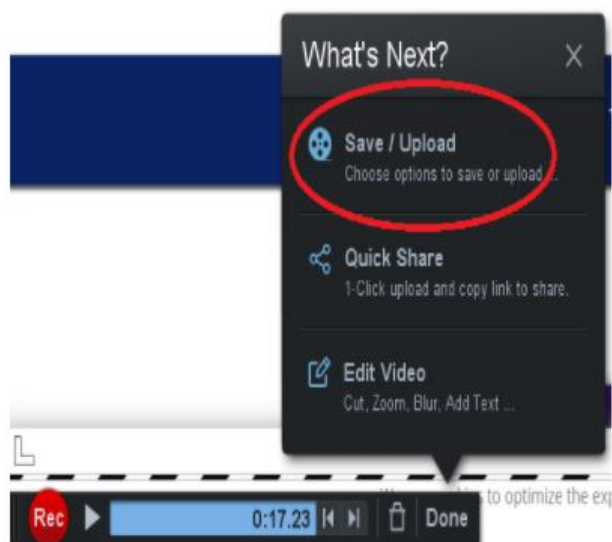 What's Next?
Save / Upload
Choose options to save or upload ...
Quick Share
1-Click upload and copy link to share.
Edit Video
Cut, Zoom, Blur, Add Text ...
to optimize the
Rec 0:17.23 Done